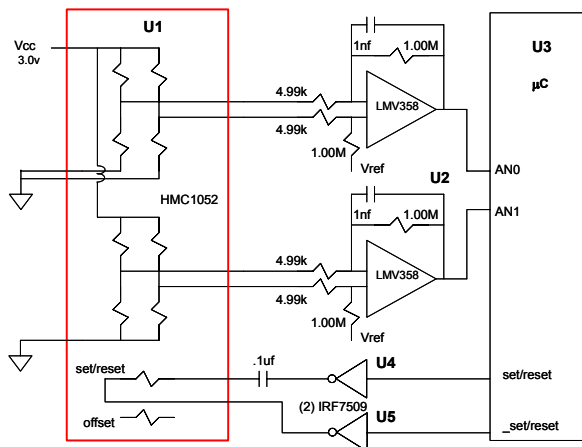 U1
U3
µC
Vcc
3.0v
1nf
1.00M
4.99k
LMV358
4.99k
1.00M
Vref
AN0
U2
AN1
HMC1052
1nf
1.00M
4.99k
LMV358
4.99k
1.00M
Vref
set/reset
.1uf
U4
set/reset
offset
(2) IRF7509
U5
_set/reset